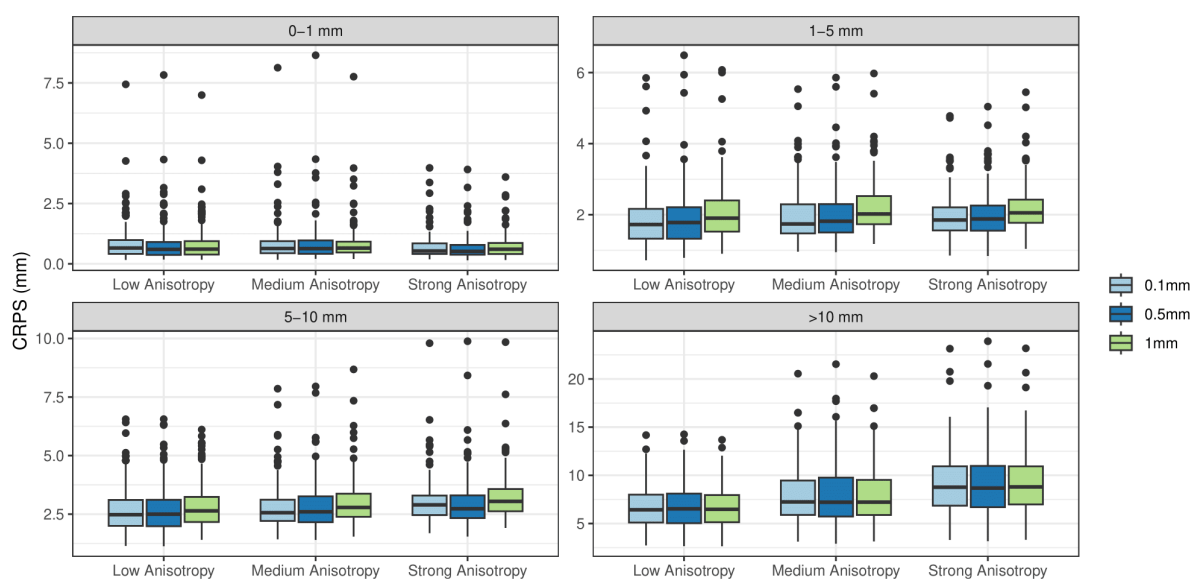 0−1 mm
1−5 mm
7.5
5.0
2.5
0.0
6
4
2
Low Anisotropy Medium Anisotropy Strong Anisotropy
Low Anisotropy Medium Anisotropy Strong Anisotropy
CRPS (mm)
5−10 mm
>10 mm
10.0
7.5
5.0
2.5
20
15
10
5
Low Anisotropy Medium Anisotropy Strong Anisotropy
Low Anisotropy Medium Anisotropy Strong Anisotropy
0.1mm
0.5mm
1mm